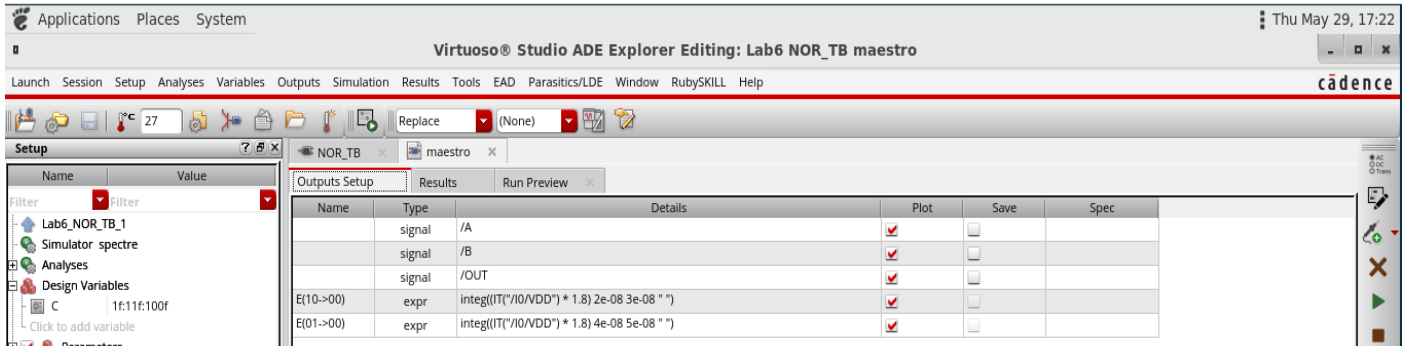 Applications Places System Thu May 29, 17:22
Virtuoso® Studio ADE Explorer Editing: Lab6 NOR_TB maestro
Launch Session Setup Analyses Variables Outputs Simulation Results Tools EAD Parasitics/LDE Window RubySKILL Help cādence
°C 27 Replace (None)
Setup NOR_TB maestro
AC
DC
Trans
Name Value Outputs Setup Results Run Preview
Filter Filter Name Type Details Plot Save Spec
Lab6_NOR_TB_1 signal /A
Simulator spectre signal /B
Analyses signal /OUT
Design Variables
C 1f:11f:100f E(10->00) expr integ((IT("/I0/VDD") * 1.8) 2e-08 3e-08 " ")
Click to add variable E(01->00) expr integ((IT("/I0/VDD") * 1.8) 4e-08 5e-08 " ")